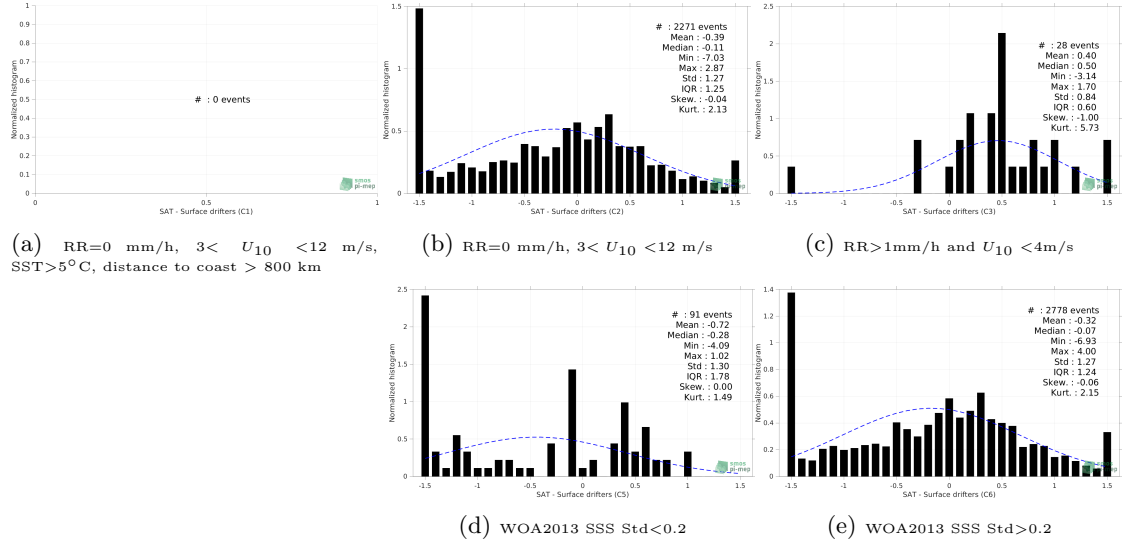 1
0.9
0.8
0.7
0.6
0.5
0.4
0.3
0.2
0.1
0
Normalized histogram
# : 0 events
smos
pi-mep
0 0.5 1
SAT - Surface drifters (C1)
(a) RR=0 mm/h, 3< U10 <12 m/s,
SST>5°C, distance to coast > 800 km
1.5
1
0.5
0
Normalized histogram
# : 2271 events
Mean : -0.39
Median : -0.11
Min : -7.03
Max : 2.87
Std : 1.27
IQR : 1.25
Skew. : -0.04
Kurt. : 2.13
smos
pi-mep
-1.5 -1 -0.5 0 0.5 1 1.5
SAT - Surface drifters (C2)
(b) RR=0 mm/h, 3< U10 <12 m/s
2.5
2
1.5
1
0.5
0
Normalized histogram
# : 28 events
Mean : 0.40
Median : 0.50
Min : -3.14
Max : 1.70
Std : 0.84
IQR : 0.60
Skew. : -1.00
Kurt. : 5.73
smos
pi-mep
-1.5 -1 -0.5 0 0.5 1 1.5
SAT - Surface drifters (C3)
(c) RR>1mm/h and U10 <4m/s
2.5
2
1.5
1
0.5
0
Normalized histogram
# : 91 events
Mean : -0.72
Median : -0.28
Min : -4.09
Max : 1.02
Std : 1.30
IQR : 1.78
Skew. : 0.00
Kurt. : 1.49
smos
pi-mep
-1.5 -1 -0.5 0 0.5 1 1.5
SAT - Surface drifters (C5)
(d) WOA2013 SSS Std<0.2
1.4
1.2
1
0.8
0.6
0.4
0.2
0
Normalized histogram
# : 2778 events
Mean : -0.32
Median : -0.07
Min : -6.93
Max : 4.00
Std : 1.27
IQR : 1.24
Skew. : -0.06
Kurt. : 2.15
smos
pi-mep
-1.5 -1 -0.5 0 0.5 1 1.5
SAT - Surface drifters (C6)
(e) WOA2013 SSS Std>0.2